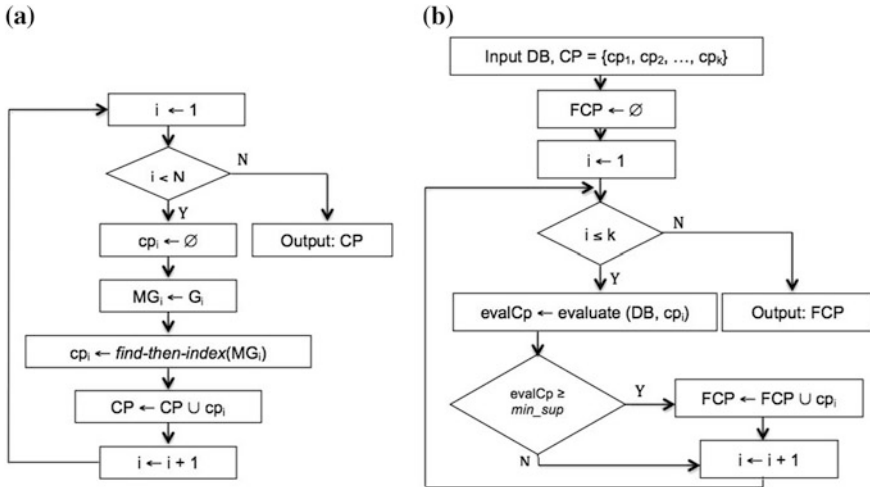 (a)
i ← 1
i < N
N
Y
cpᵢ ← ∅
Output: CP
MGᵢ ← Gᵢ
cpᵢ ← find-then-index(MGᵢ)
CP ← CP ∪ cpᵢ
i ← i + 1
(b)
Input DB, CP = {cp₁, cp₂, …, cpₖ}
FCP ← ∅
i ← 1
i ≤ k
N
Y
evalCp ← evaluate (DB, cpᵢ)
Output: FCP
evalCp ≥
min_sup
Y
FCP ← FCP ∪ cpᵢ
N
i ← i + 1